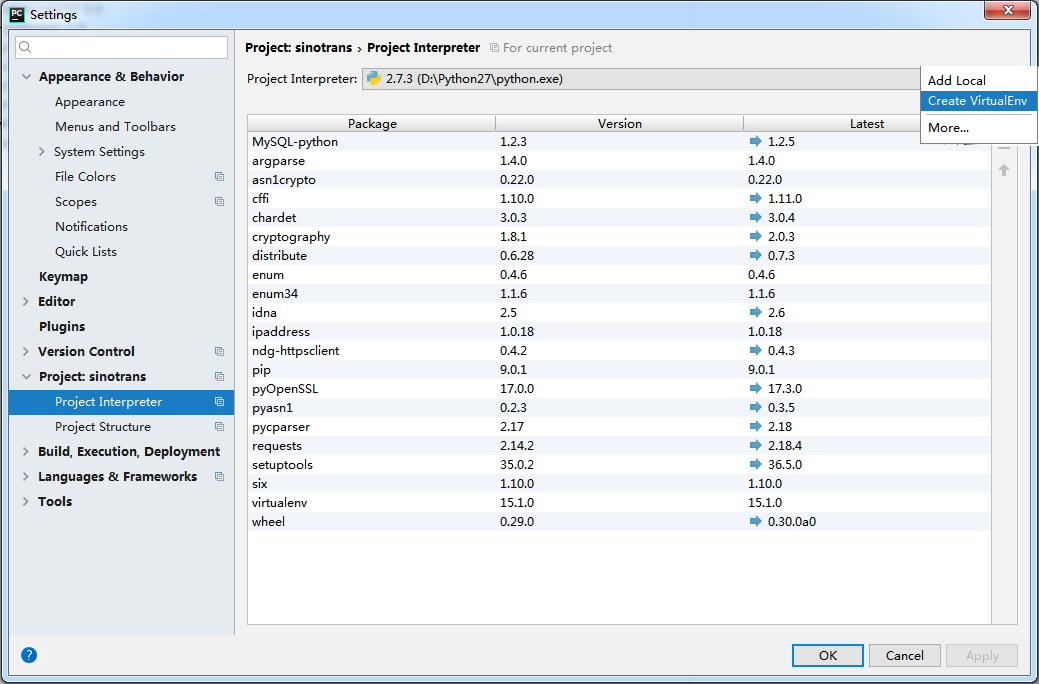 PC Settings
Project: sinotrans › Project Interpreter For current project
Project Interpreter: 2.7.3 (D:\Python27\python.exe)
Add Local
Create VirtualEnv
More...
Appearance & Behavior
Appearance
Menus and Toolbars
System Settings
File Colors
Scopes
Notifications
Quick Lists
Keymap
Editor
Plugins
Version Control
Project: sinotrans
Project Interpreter
Project Structure
Build, Execution, Deployment
Languages & Frameworks
Tools
Package Version Latest
MySQL-python 1.2.3 1.2.5
argparse 1.4.0 1.4.0
asn1crypto 0.22.0 0.22.0
cffi 1.10.0 1.11.0
chardet 3.0.3 3.0.4
cryptography 1.8.1 2.0.3
distribute 0.6.28 0.7.3
enum 0.4.6 0.4.6
enum34 1.1.6 1.1.6
idna 2.5 2.6
ipaddress 1.0.18 1.0.18
ndg-httpsclient 0.4.2 0.4.3
pip 9.0.1 9.0.1
pyOpenSSL 17.0.0 17.3.0
pyasn1 0.2.3 0.3.5
pycparser 2.17 2.18
requests 2.14.2 2.18.4
setuptools 35.0.2 36.5.0
six 1.10.0 1.10.0
virtualenv 15.1.0 15.1.0
wheel 0.29.0 0.30.0a0
?
OK Cancel Apply